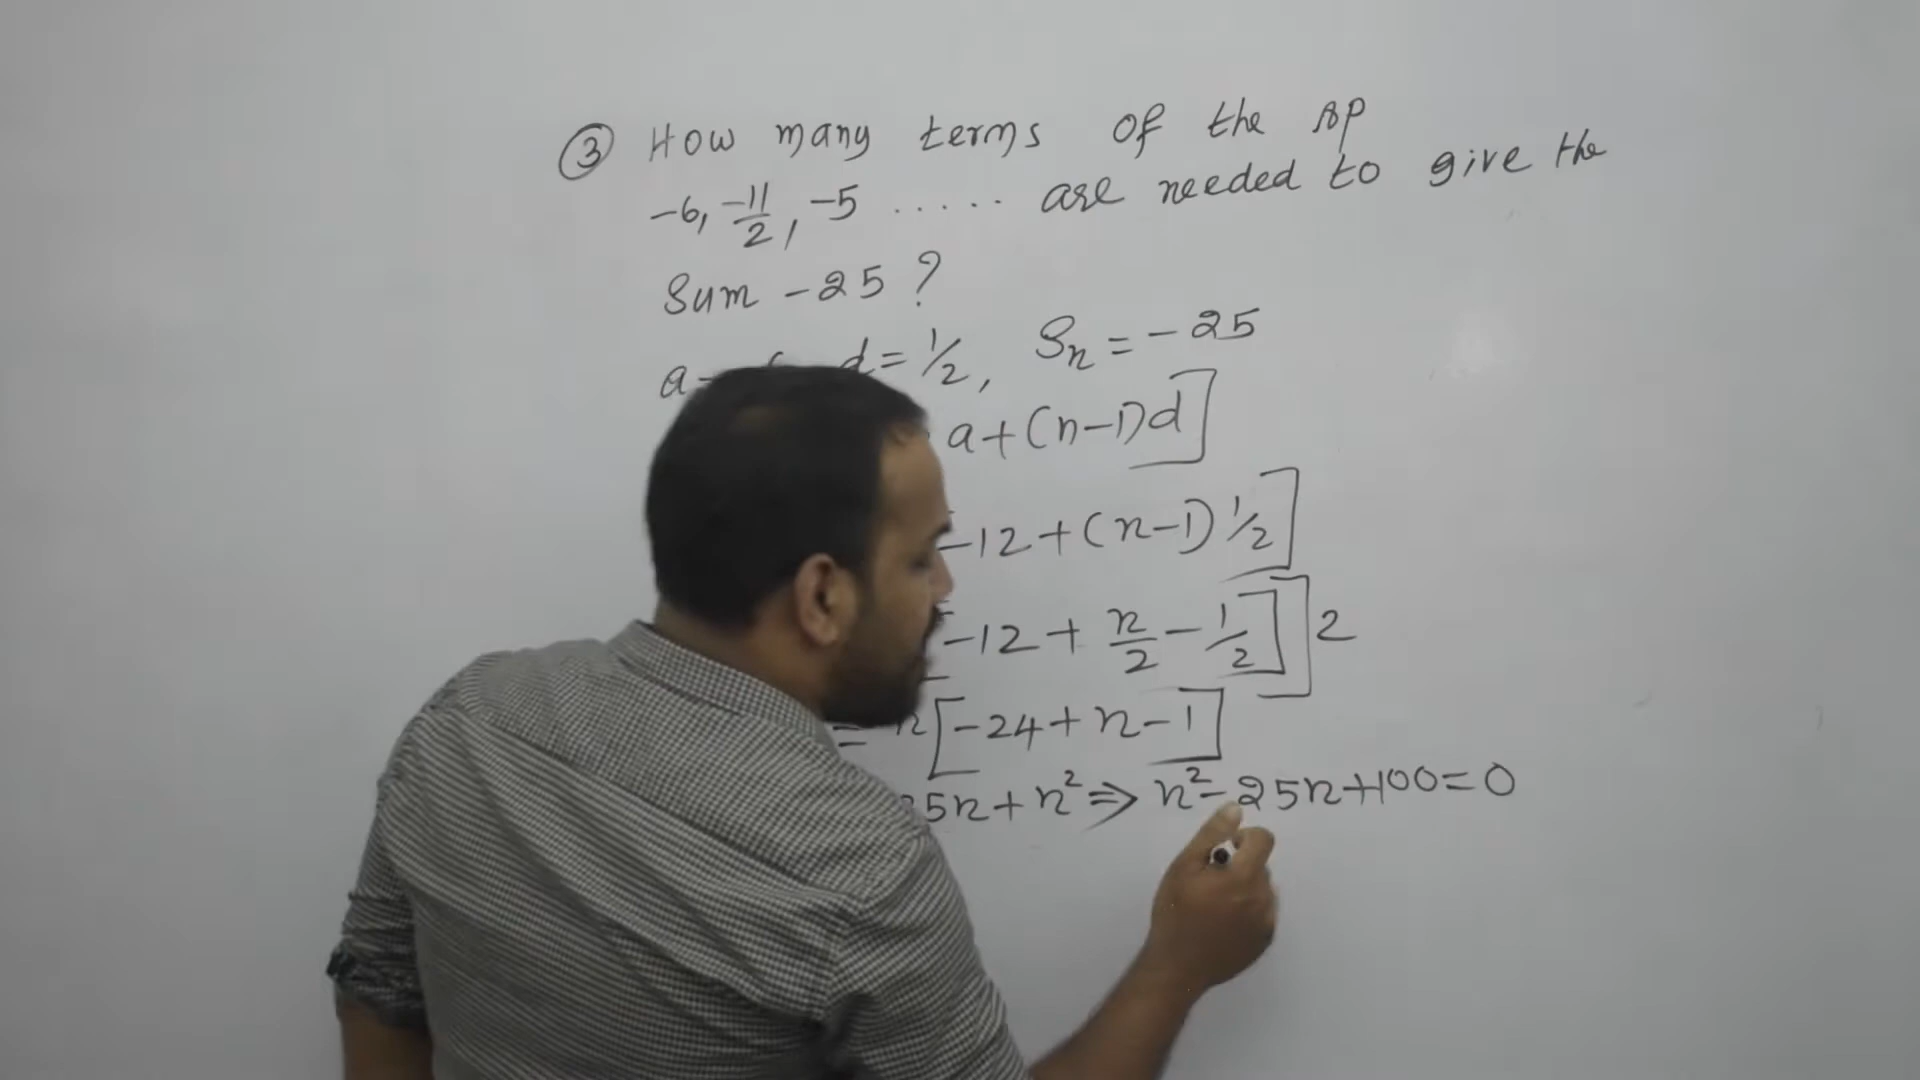 ③ How many terms of the AP
-6, -11/2, -5 ..... are needed to give the
Sum -25 ?
a d = 1/2, Sn = -25
a + (n-1)d]
-12 + (n-1) 1/2]
-12 + n/2 - 1/2]] 2
= n[-24 + n - 1]
5n + n² ⇒ n² - 25n + 100 = 0